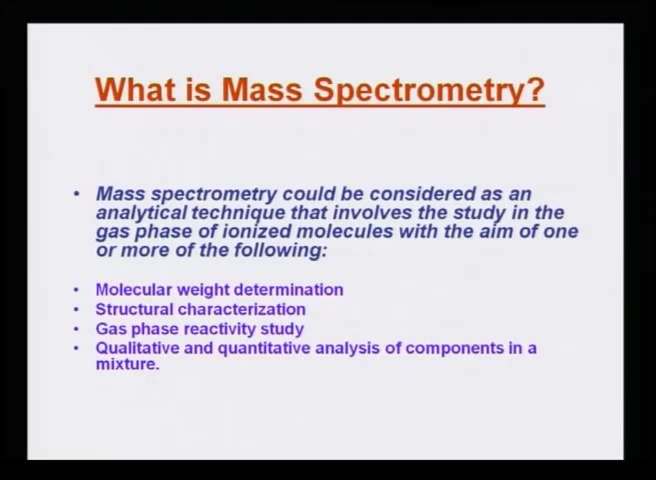 What is Mass Spectrometry?
• Mass spectrometry could be considered as an
analytical technique that involves the study in the
gas phase of ionized molecules with the aim of one
or more of the following:
• Molecular weight determination
• Structural characterization
• Gas phase reactivity study
• Qualitative and quantitative analysis of components in a
mixture.